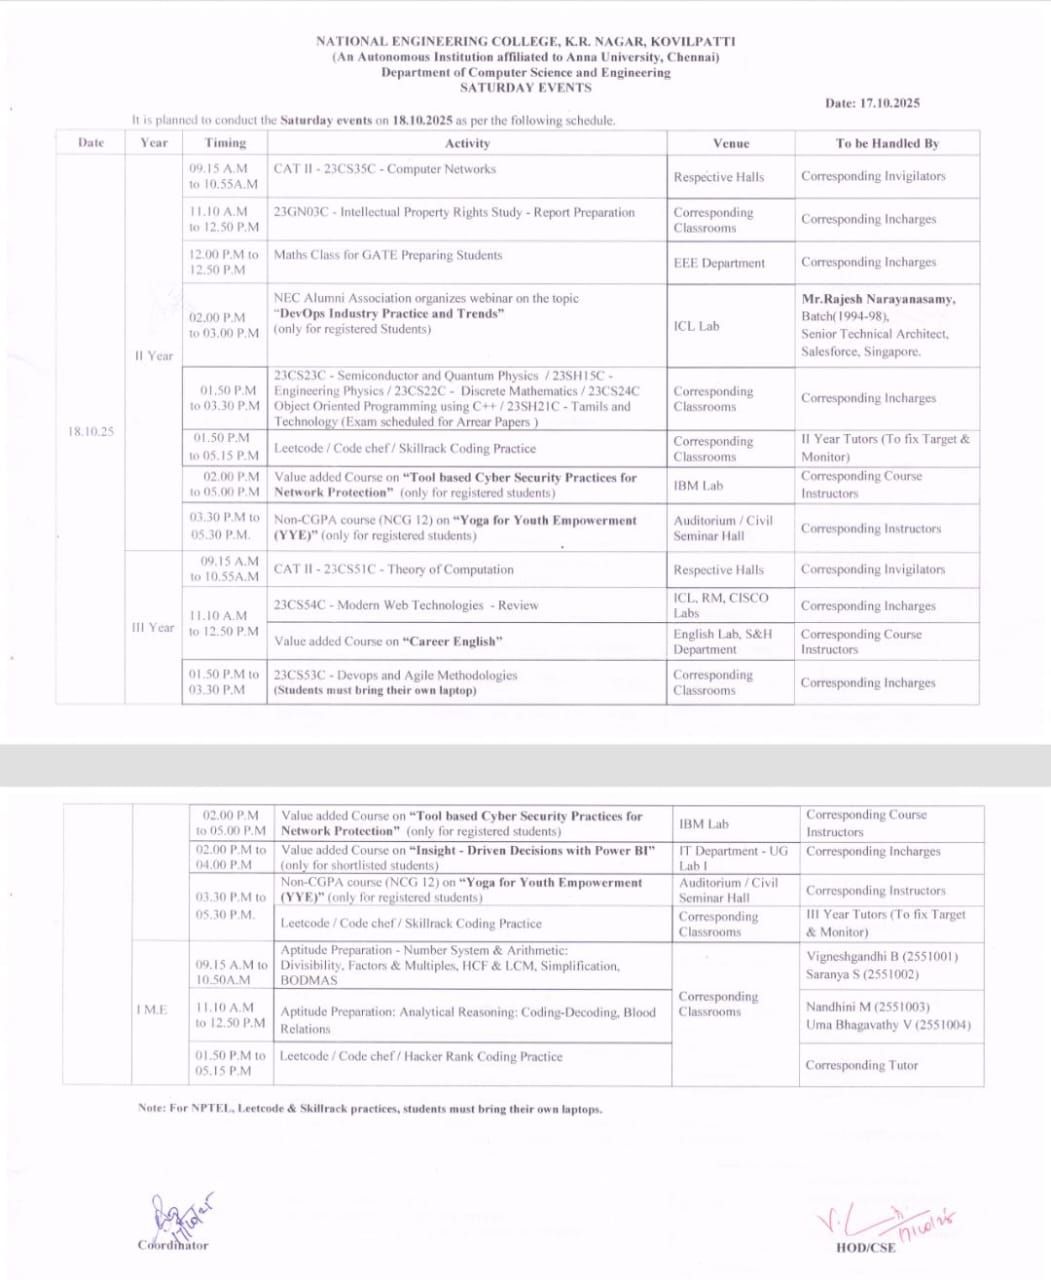 NATIONAL ENGINEERING COLLEGE, K.R. NAGAR, KOVILPATTI
(An Autonomous Institution affiliated to Anna University, Chennai)
Department of Computer Science and Engineering
SATURDAY EVENTS
Date: 17.10.2025
It is planned to conduct the Saturday events on 18.10.2025 as per the following schedule.
Date Year Timing Activity Venue To be Handled By
18.10.25
II Year
09.15 A.M
to 10.55A.M
CAT II - 23CS35C - Computer Networks
Respective Halls
Corresponding Invigilators
11.10 A.M
to 12.50 P.M
23GN03C - Intellectual Property Rights Study - Report Preparation
Corresponding
Classrooms
Corresponding Incharges
12.00 P.M to
12.50 P.M
Maths Class for GATE Preparing Students
EEE Department
Corresponding Incharges
02.00 P.M
to 03.00 P.M
NEC Alumni Association organizes webinar on the topic
"DevOps Industry Practice and Trends"
(only for registered Students)
ICL Lab
Mr.Rajesh Narayanasamy,
Batch(1994-98),
Senior Technical Architect,
Salesforce, Singapore.
01.50 P.M
to 03.30 P.M
23CS23C - Semiconductor and Quantum Physics / 23SH15C -
Engineering Physics / 23CS22C - Discrete Mathematics / 23CS24C
Object Oriented Programming using C++ / 23SH21C - Tamils and
Technology (Exam scheduled for Arrear Papers )
Corresponding
Classrooms
Corresponding Incharges
01.50 P.M
to 05.15 P.M
Leetcode / Code chef / Skillrack Coding Practice
Corresponding
Classrooms
II Year Tutors (To fix Target &
Monitor)
02.00 P.M
to 05.00 P.M
Value added Course on "Tool based Cyber Security Practices for
Network Protection" (only for registered students)
IBM Lab
Corresponding Course
Instructors
03.30 P.M to
05.30 P.M.
Non-CGPA course (NCG 12) on "Yoga for Youth Empowerment
(YYE)" (only for registered students)
Auditorium / Civil
Seminar Hall
Corresponding Instructors
III Year
09.15 A.M
to 10.55A.M
CAT II - 23CS51C - Theory of Computation
Respective Halls
Corresponding Invigilators
11.10 A.M
to 12.50 P.M
23CS54C - Modern Web Technologies - Review
ICL, RM, CISCO
Labs
Corresponding Incharges
Value added Course on "Career English"
English Lab, S&H
Department
Corresponding Course
Instructors
01.50 P.M to
03.30 P.M
23CS53C - Devops and Agile Methodologies
(Students must bring their own laptop)
Corresponding
Classrooms
Corresponding Incharges
02.00 P.M
to 05.00 P.M
Value added Course on "Tool based Cyber Security Practices for
Network Protection" (only for registered students)
IBM Lab
Corresponding Course
Instructors
02.00 P.M to
04.00 P.M
Value added Course on "Insight - Driven Decisions with Power BI"
(only for shortlisted students)
IT Department - UG
Lab I
Corresponding Incharges
03.30 P.M to
05.30 P.M.
Non-CGPA course (NCG 12) on "Yoga for Youth Empowerment
(YYE)" (only for registered students)
Auditorium / Civil
Seminar Hall
Corresponding Instructors
Leetcode / Code chef / Skillrack Coding Practice
Corresponding
Classrooms
III Year Tutors (To fix Target
& Monitor)
I M.E
09.15 A.M to
10.50A.M
Aptitude Preparation - Number System & Arithmetic:
Divisibility, Factors & Multiples, HCF & LCM, Simplification,
BODMAS
Corresponding
Classrooms
Vigneshgandhi B (2551001)
Saranya S (2551002)
11.10 A.M
to 12.50 P.M
Aptitude Preparation: Analytical Reasoning: Coding-Decoding, Blood
Relations
Nandhini M (2551003)
Uma Bhagavathy V (2551004)
01.50 P.M to
05.15 P.M
Leetcode / Code chef / Hacker Rank Coding Practice
Corresponding Tutor
Note: For NPTEL, Leetcode & Skillrack practices, students must bring their own laptops.
17/10/25
Coordinator
17/10/25
HOD/CSE